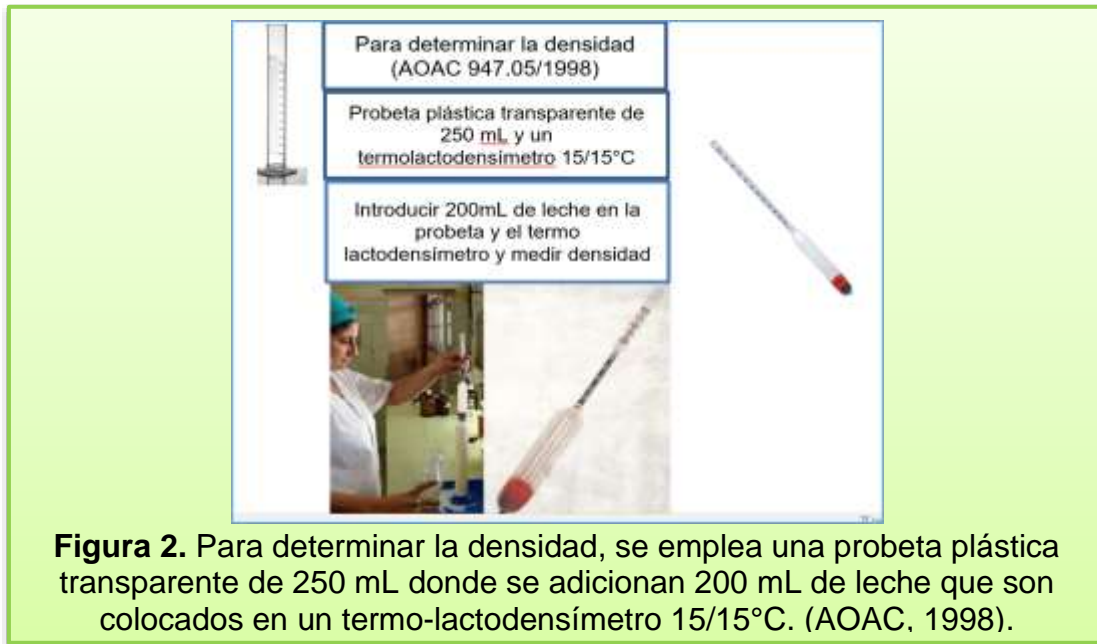 Para determinar la densidad
(AOAC 947.05/1998)
Probeta plástica transparente de
250 mL y un
termolactodensímetro 15/15°C
Introducir 200mL de leche en la
probeta y el termo
lactodensímetro y medir densidad
Figura 2. Para determinar la densidad, se emplea una probeta plástica
transparente de 250 mL donde se adicionan 200 mL de leche que son
colocados en un termo-lactodensímetro 15/15°C. (AOAC, 1998).